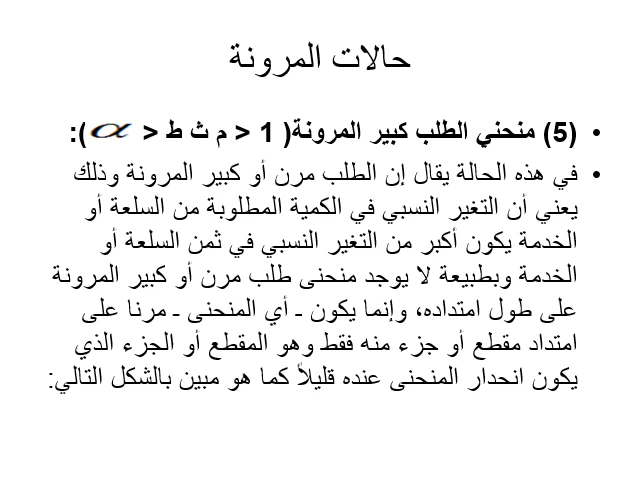 حالات المرونة
• (5) منحني الطلب كبير المرونة( 1 < م ث ط < α ):
• في هذه الحالة يقال إن الطلب مرن أو كبير المرونة وذلك
يعني أن التغير النسبي في الكمية المطلوبة من السلعة أو
الخدمة يكون أكبر من التغير النسبي في ثمن السلعة أو
الخدمة وبطبيعة لا يوجد منحنى طلب مرن أو كبير المرونة
على طول امتداده، وإنما يكون ـ أي المنحنى ـ مرنا على
امتداد مقطع أو جزء منه فقط وهو المقطع أو الجزء الذي
يكون انحدار المنحنى عنده قليلاً كما هو مبين بالشكل التالي: